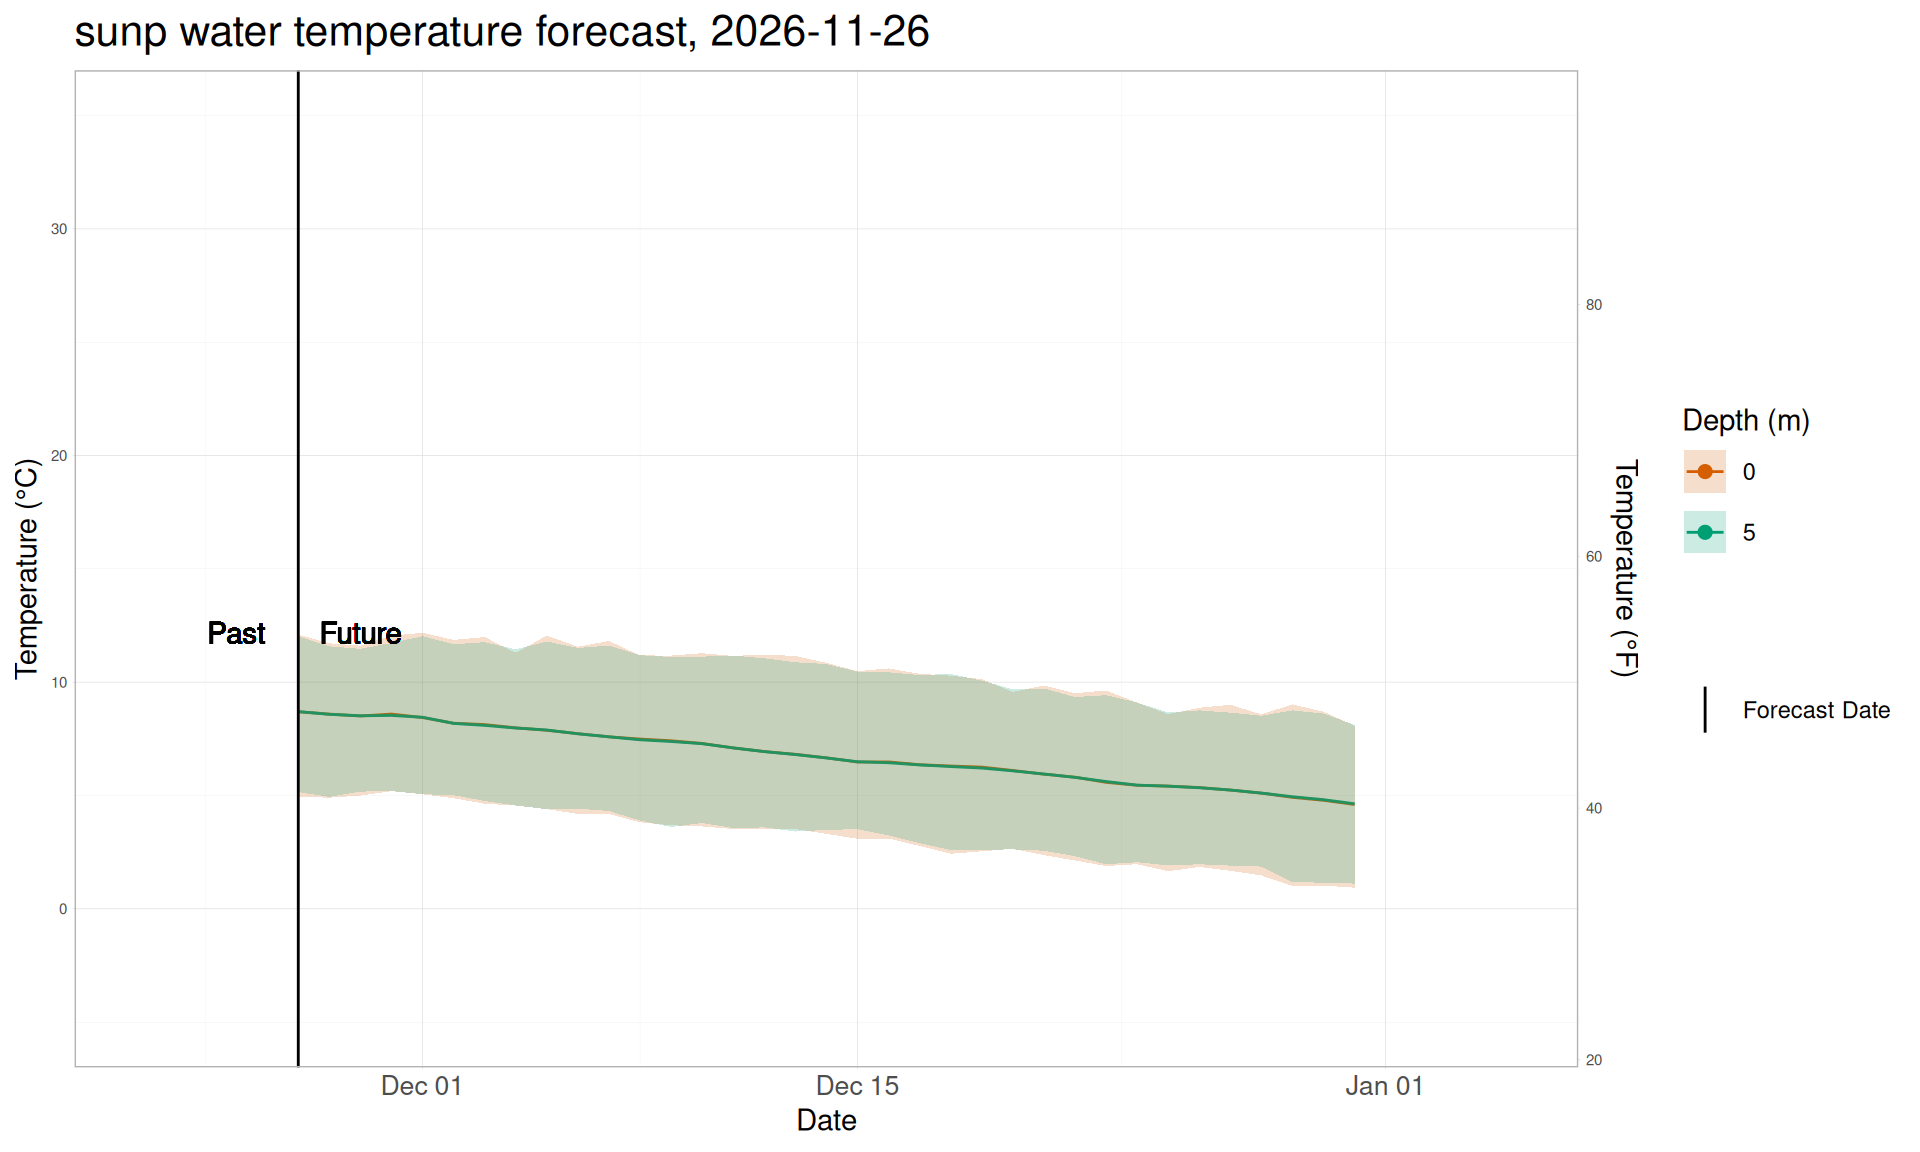 sunp water temperature forecast, 2026-11-26
Temperature (°C)
30
20
10
0
Past
Future
80
60
40
20
Temperature (°F)
Dec 01
Dec 15
Jan 01
Date
Depth (m)
0
5
Forecast Date